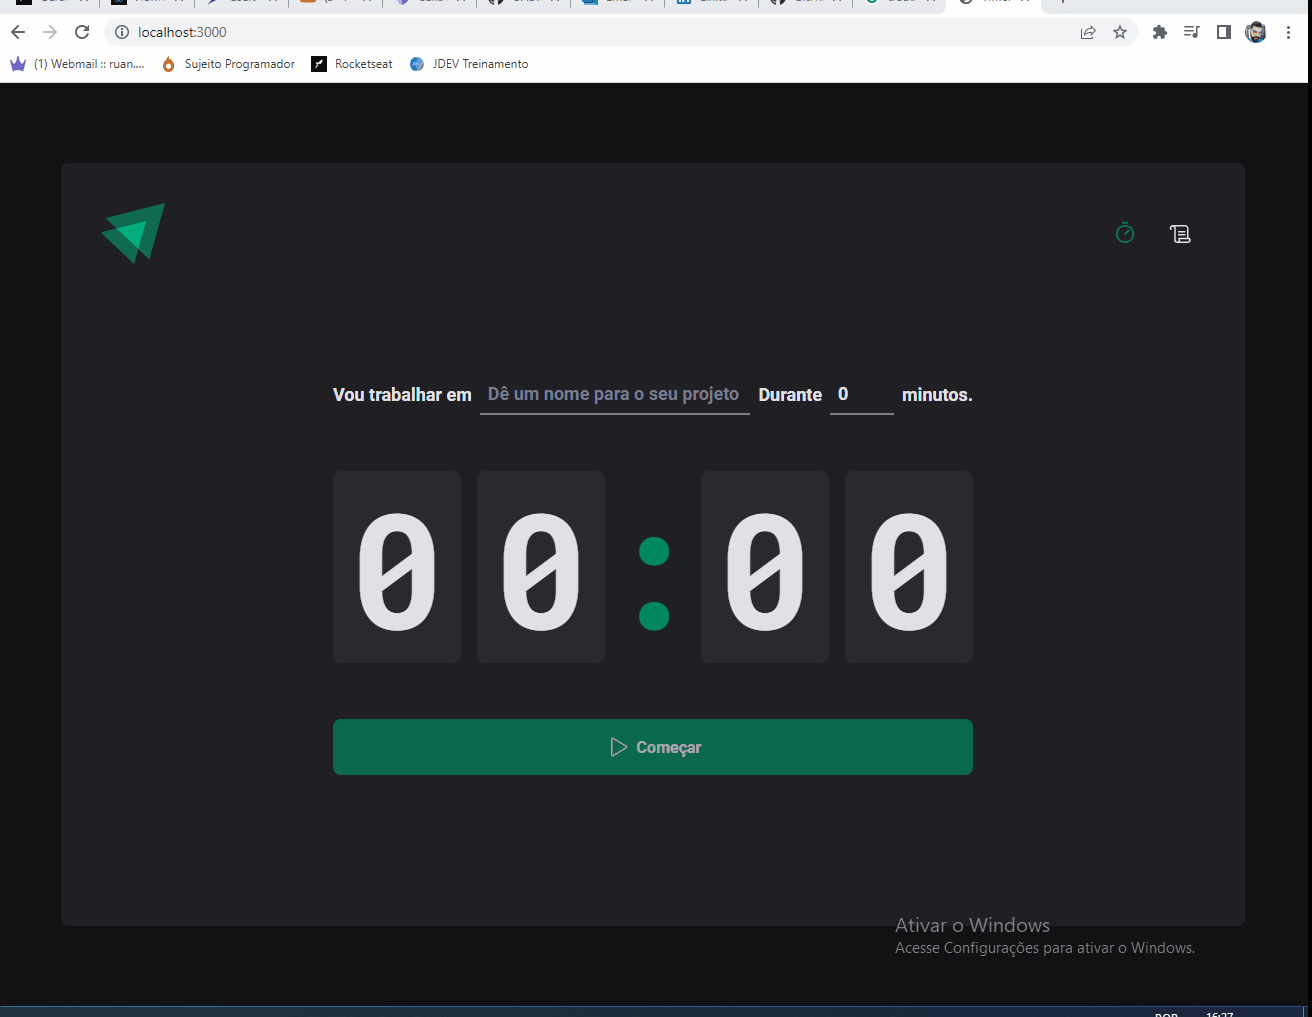 localhost:3000
(1) Webmail :: ruan.... Sujeito Programador Rocketseat JDEV Treinamento
Vou trabalhar em Dê um nome para o seu projeto Durante 0 minutos.
00:00
Começar
Ativar o Windows
Acesse Configurações para ativar o Windows.